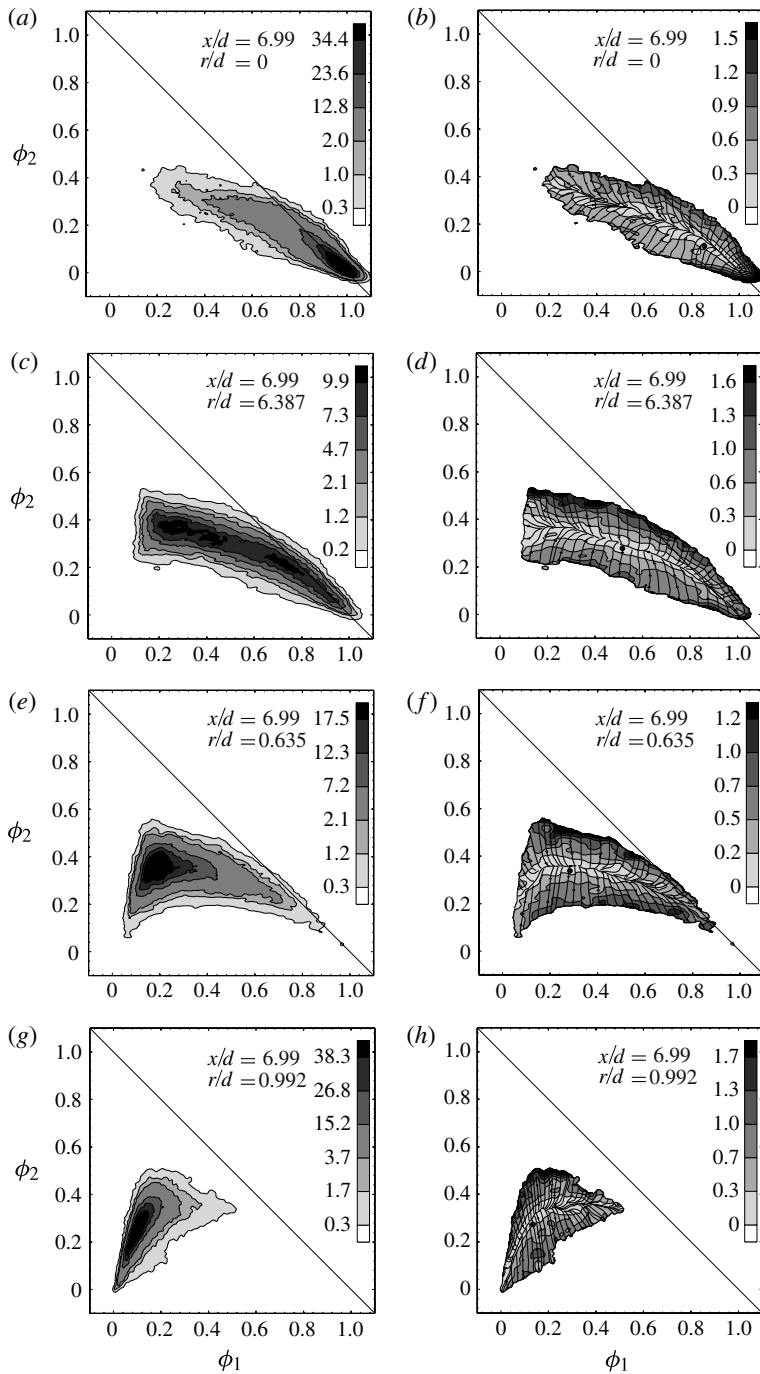 (a)
x/d = 6.99
r/d = 0
34.4
23.6
12.8
2.0
1.0
0.3
1.0
0.8
0.6
0.4
0.2
0
ϕ2
0 0.2 0.4 0.6 0.8 1.0
(b)
x/d = 6.99
r/d = 0
1.5
1.2
0.9
0.6
0.3
0
1.0
0.8
0.6
0.4
0.2
0
0 0.2 0.4 0.6 0.8 1.0
(c)
x/d = 6.99
r/d = 6.387
9.9
7.3
4.7
2.1
1.2
0.2
1.0
0.8
0.6
0.4
0.2
0
ϕ2
0 0.2 0.4 0.6 0.8 1.0
(d)
x/d = 6.99
r/d = 6.387
1.6
1.3
1.0
0.6
0.3
0
1.0
0.8
0.6
0.4
0.2
0
0 0.2 0.4 0.6 0.8 1.0
(e)
x/d = 6.99
r/d = 0.635
17.5
12.3
7.2
2.1
1.2
0.3
1.0
0.8
0.6
0.4
0.2
0
ϕ2
0 0.2 0.4 0.6 0.8 1.0
(f)
x/d = 6.99
r/d = 0.635
1.2
1.0
0.7
0.5
0.2
0
1.0
0.8
0.6
0.4
0.2
0
0 0.2 0.4 0.6 0.8 1.0
(g)
x/d = 6.99
r/d = 0.992
38.3
26.8
15.2
3.7
1.7
0.3
1.0
0.8
0.6
0.4
0.2
0
ϕ2
0 0.2 0.4 0.6 0.8 1.0
ϕ1
(h)
x/d = 6.99
r/d = 0.992
1.7
1.3
1.0
0.7
0.3
0
1.0
0.8
0.6
0.4
0.2
0
0 0.2 0.4 0.6 0.8 1.0
ϕ1